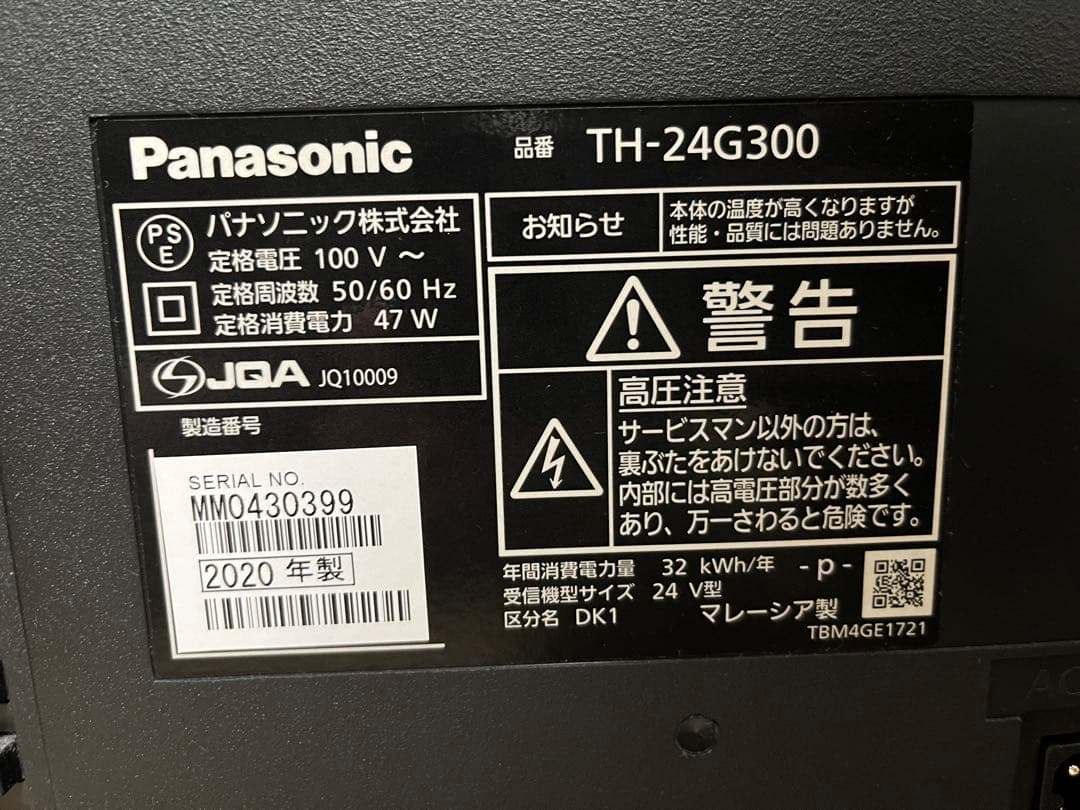 Panasonic
品番 TH-24G300
PS
E
パナソニック株式会社
定格電圧 100 V ～
定格周波数 50/60 Hz
定格消費電力 47 W
JQA JQ10009
お知らせ
本体の温度が高くなりますが
性能・品質には問題ありません。
警告
高圧注意
サービスマン以外の方は、
裏ぶたをあけないでください。
内部には高電圧部分が数多く
あり、万一さわると危険です。
製造番号
SERIAL NO.
MM0430399
2020 年製
年間消費電力量 32 kWh/年 - p -
受信機型サイズ 24 V型
区分名 DK1 マレーシア製
TBM4GE1721
AC